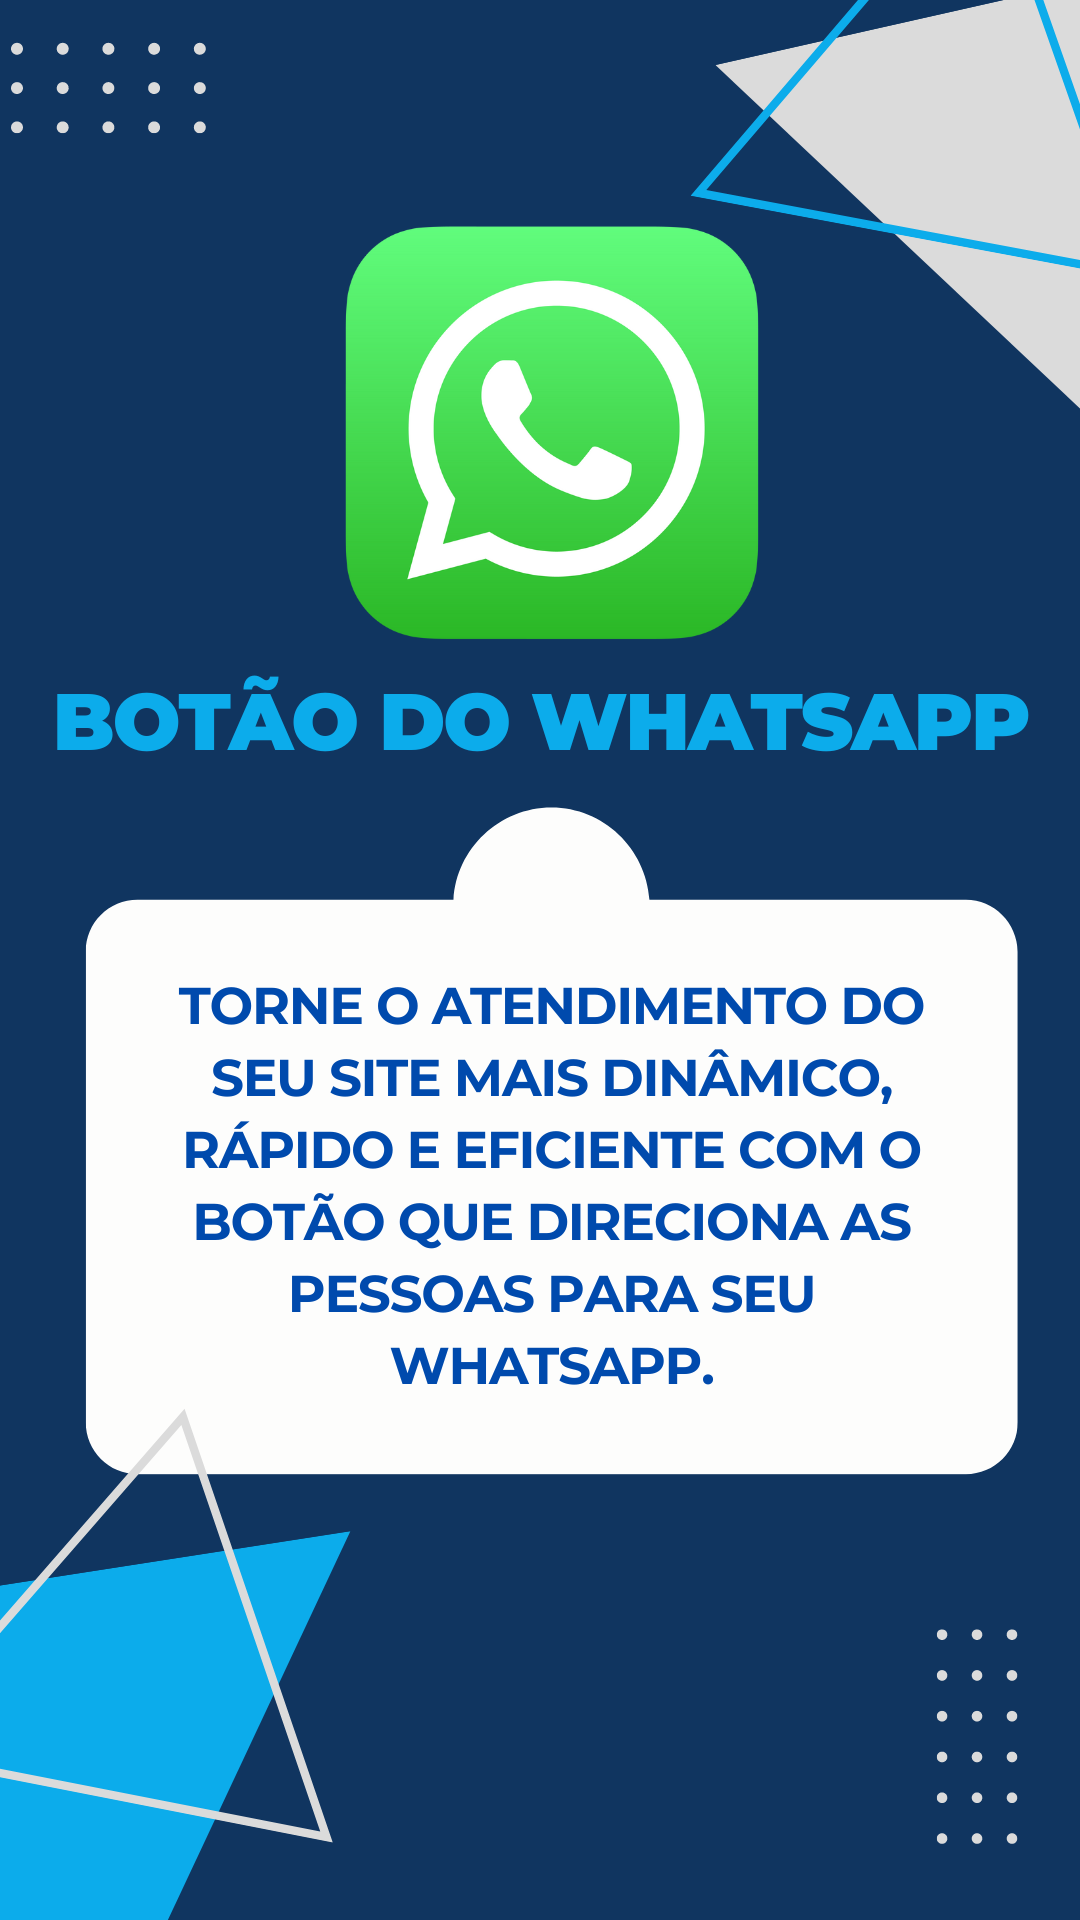 BOTÃO DO WHATSAPP
TORNE O ATENDIMENTO DO
SEU SITE MAIS DINÂMICO,
RÁPIDO E EFICIENTE COM O
BOTÃO QUE DIRECIONA AS
PESSOAS PARA SEU
WHATSAPP.